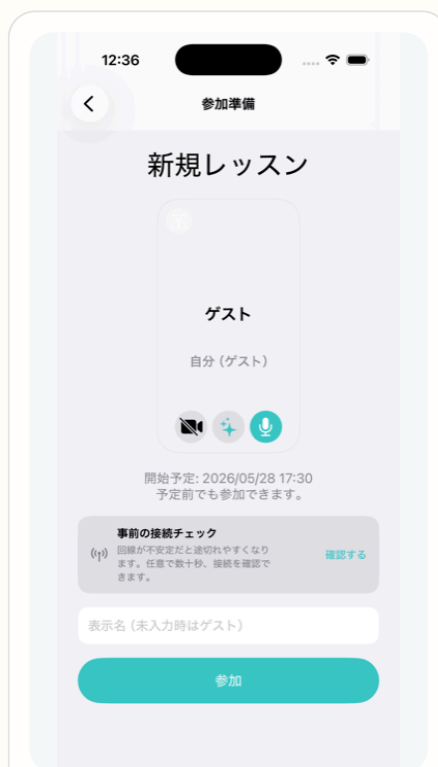 12:36
参加準備
新規レッスン
ゲスト
自分（ゲスト）
開始予定: 2026/05/28 17:30
予定前でも参加できます。
事前の接続チェック
回線が不安定だと途切れやすくなり
ます。任意で数十秒、接続を確認で
きます。
確認する
表示名（未入力時はゲスト）
参加